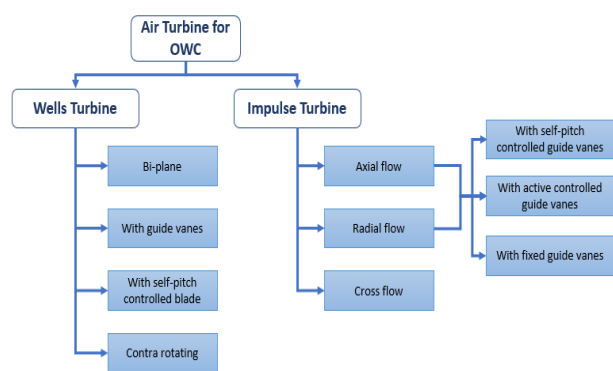 Air Turbine for
OWC
Wells Turbine
Impulse Turbine
Bi-plane
With guide vanes
With self-pitch
controlled blade
Contra rotating
Axial flow
Radial flow
Cross flow
With self-pitch
controlled guide vanes
With active controlled
guide vanes
With fixed guide vanes